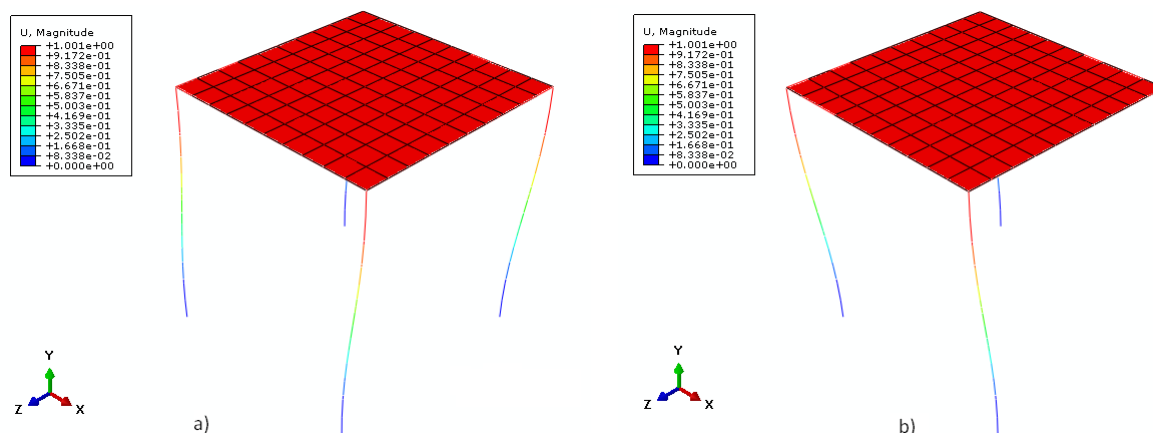 U, Magnitude
+1.001e+00
+9.172e-01
+8.338e-01
+7.505e-01
+6.671e-01
+5.837e-01
+5.003e-01
+4.169e-01
+3.335e-01
+2.502e-01
+1.668e-01
+8.338e-02
+0.000e+00
Y
Z
X
a)
U, Magnitude
+1.001e+00
+9.172e-01
+8.338e-01
+7.505e-01
+6.671e-01
+5.837e-01
+5.003e-01
+4.169e-01
+3.335e-01
+2.502e-01
+1.668e-01
+8.338e-02
+0.000e+00
Y
Z
X
b)